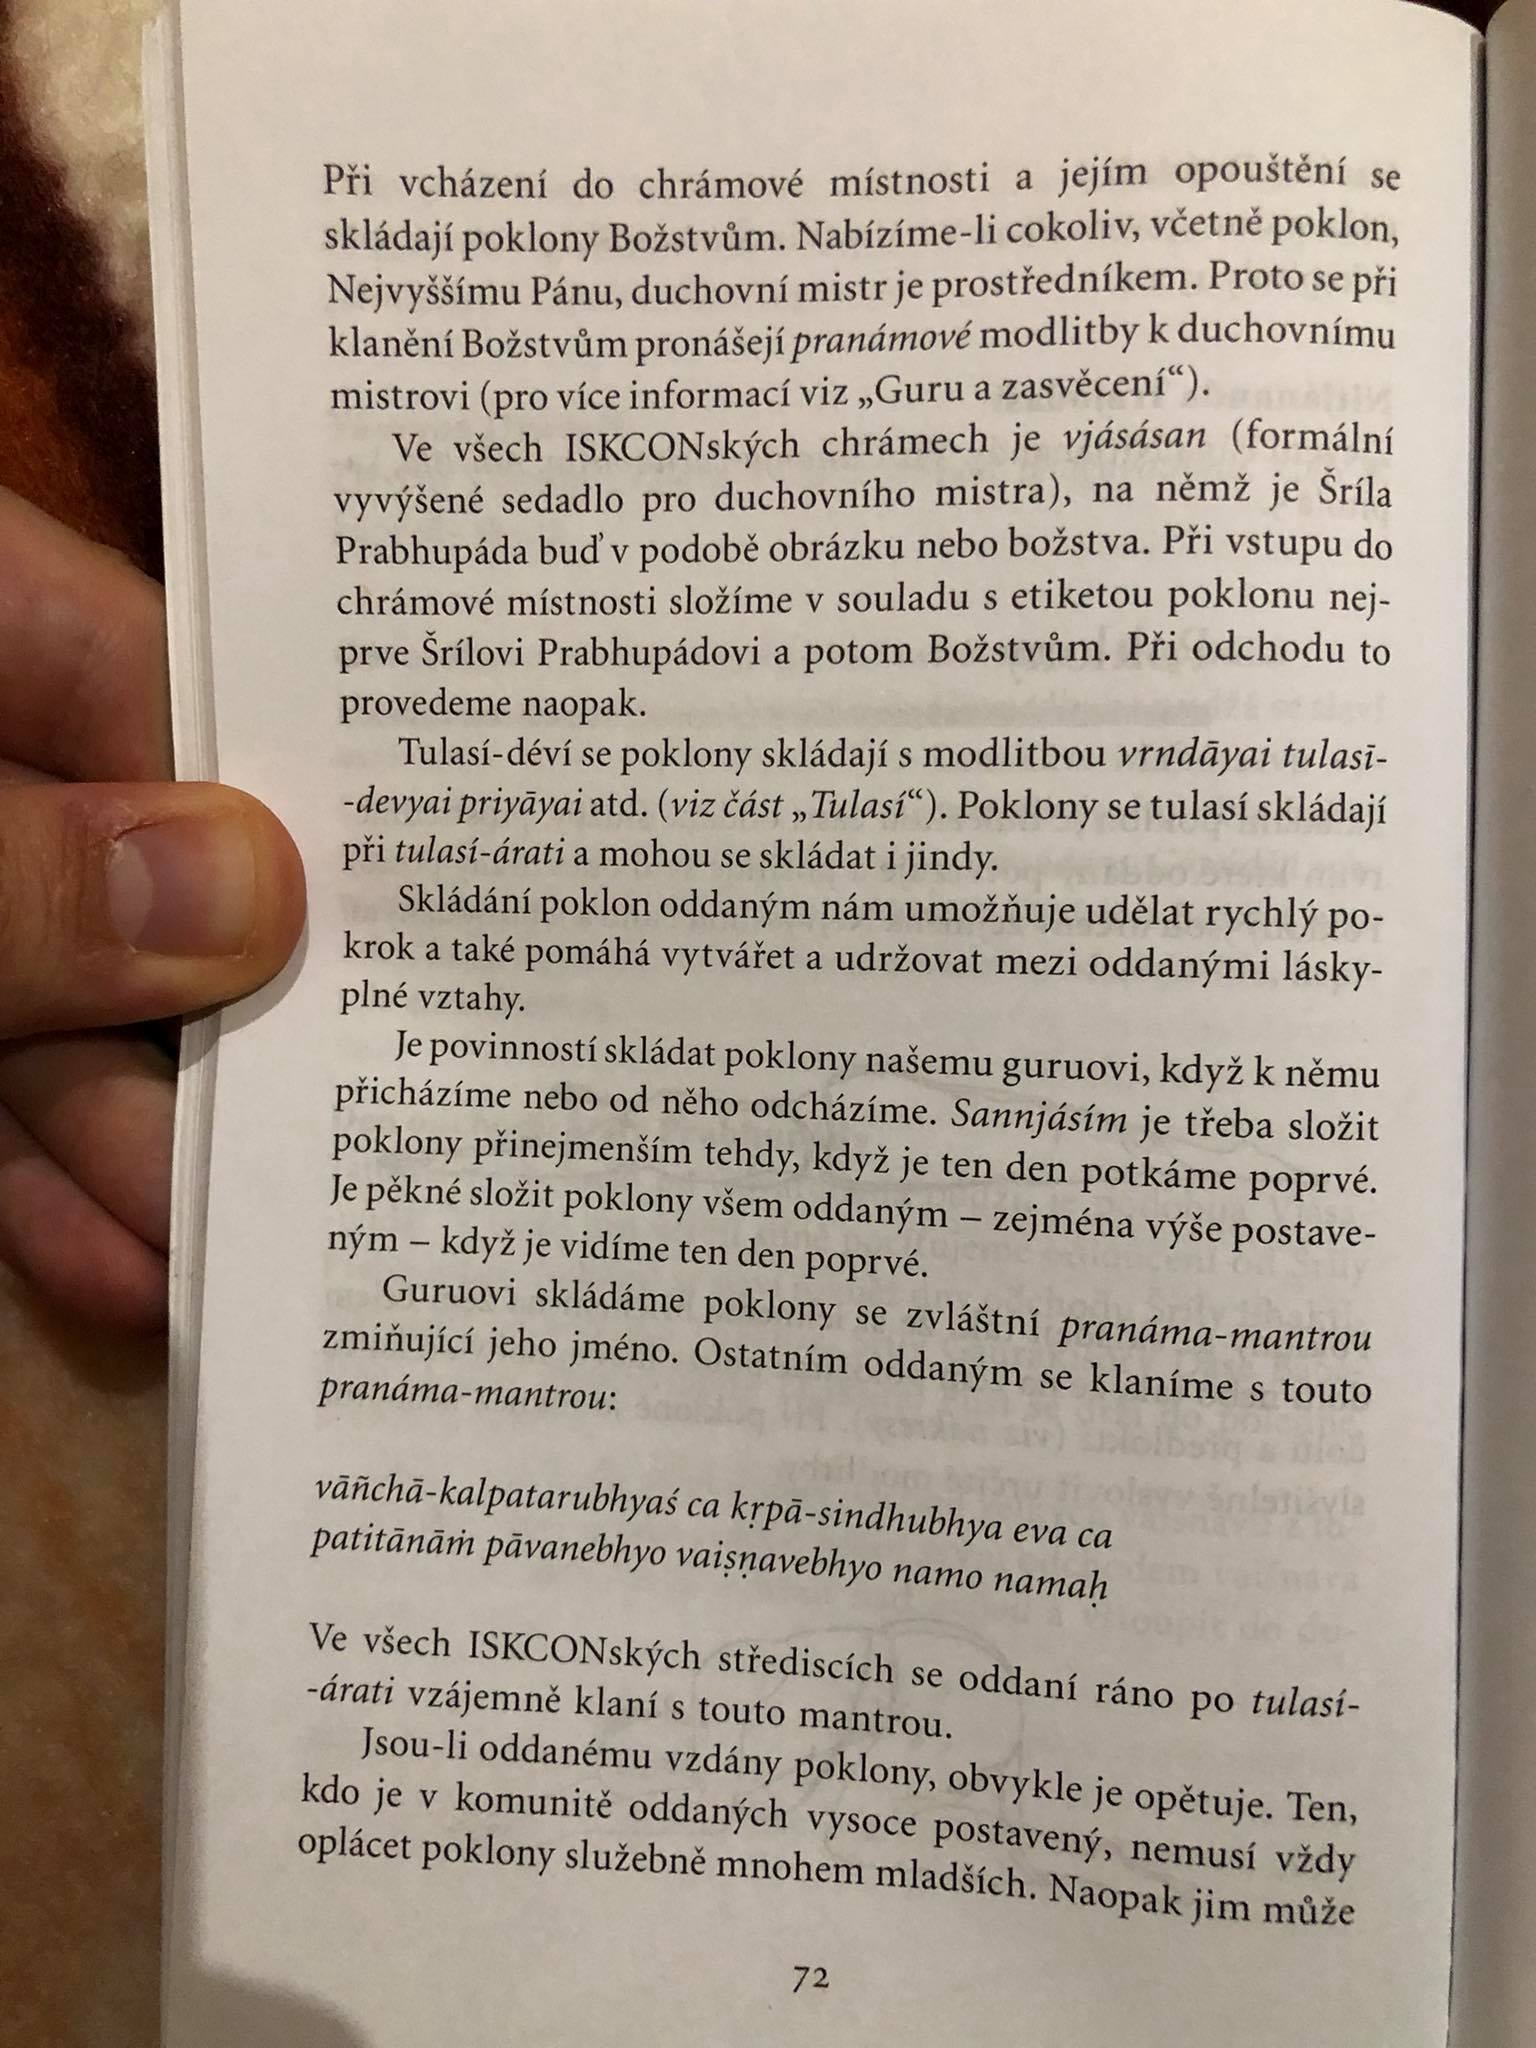 Při vcházení do chrámové místnosti a jejím opouštění se
skládají poklony Božstvům. Nabízíme-li cokoliv, včetně poklon,
Nejvyššímu Pánu, duchovní mistr je prostředníkem. Proto se při
klanění Božstvům pronášejí pranámové modlitby k duchovnímu
mistrovi (pro více informací viz „Guru a zasvěcení“).
Ve všech ISKCONských chrámech je vjásásan (formální
vyvýšené sedadlo pro duchovního mistra), na němž je Šríla
Prabhupáda buď v podobě obrázku nebo božstva. Při vstupu do
chrámové místnosti složíme v souladu s etiketou poklonu nej-
prve Šrílovi Prabhupádovi a potom Božstvům. Při odchodu to
provedeme naopak.
Tulasí-déví se poklony skládají s modlitbou vrndāyai tulasī-
-devyai priyāyai atd. (viz část „Tulasí“). Poklony se tulasí skládají
při tulasí-árati a mohou se skládat i jindy.
Skládání poklon oddaným nám umožňuje udělat rychlý po-
krok a také pomáhá vytvářet a udržovat mezi oddanými lásky-
plné vztahy.
Je povinností skládat poklony našemu guruovi, když k němu
přicházíme nebo od něho odcházíme. Sannjásím je třeba složit
poklony přinejmenším tehdy, když je ten den potkáme poprvé.
Je pěkné složit poklony všem oddaným – zejména výše postave-
ným – když je vidíme ten den poprvé.
Guruovi skládáme poklony se zvláštní pranáma-mantrou
zmiňující jeho jméno. Ostatním oddaným se klaníme s touto
pranáma-mantrou:
vāñchā-kalpatarubhyaś ca kṛpā-sindhubhya eva ca
patitānāṁ pāvanebhyo vaiṣṇavebhyo namo namaḥ
Ve všech ISKCONských střediscích se oddaní ráno po tulasí-
-árati vzájemně klaní s touto mantrou.
Jsou-li oddanému vzdány poklony, obvykle je opětuje. Ten,
kdo je v komunitě oddaných vysoce postavený, nemusí vždy
oplácet poklony služebně mnohem mladších. Naopak jim může
72